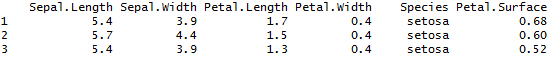 Sepal.Length Sepal.Width Petal.Length Petal.Width Species Petal.Surface
1 5.4 3.9 1.7 0.4 setosa 0.68
2 5.7 4.4 1.5 0.4 setosa 0.60
3 5.4 3.9 1.3 0.4 setosa 0.52